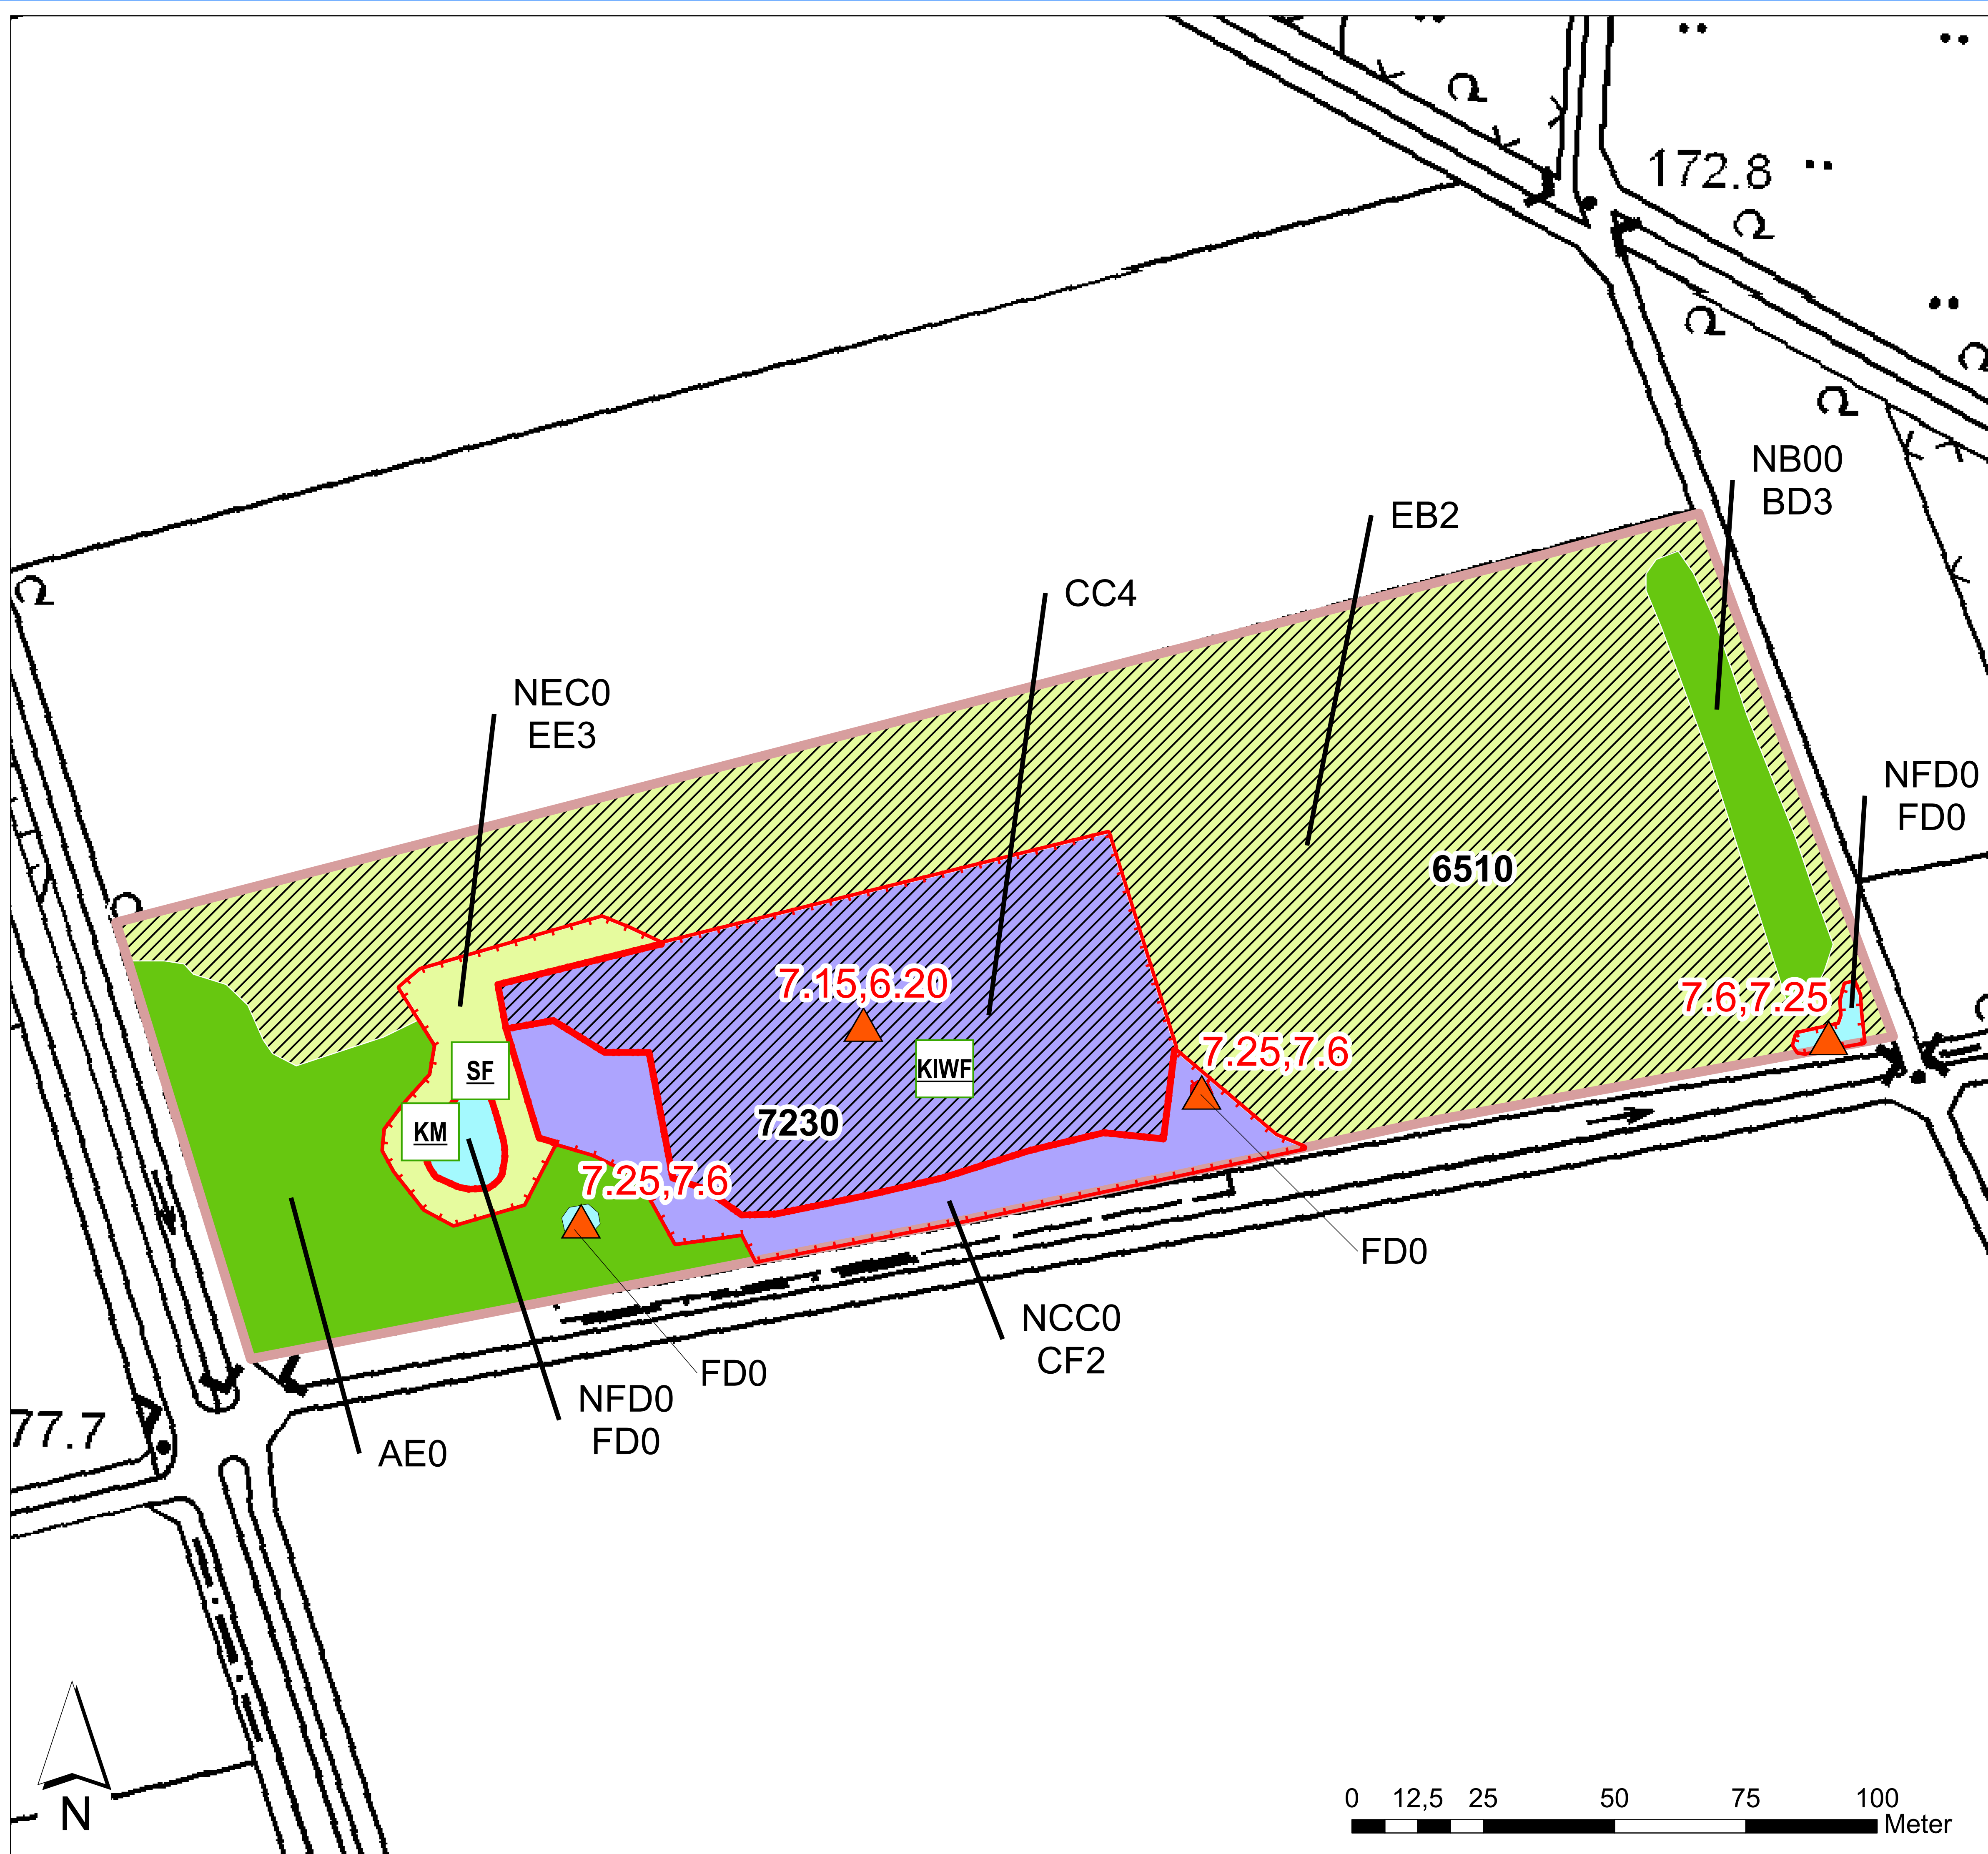 172.8
NB00
BD3
EB2
CC4
NEC0
EE3
NFD0
FD0
6510
7.15,6.20
7.6,7.25
7.25,7.6
SF
KIWF
KM
7230
7.25,7.6
FD0
NCC0
CF2
FD0
NFD0
FD0
77.7
AE0
N
0 12,5 25 50 75 100
Meter